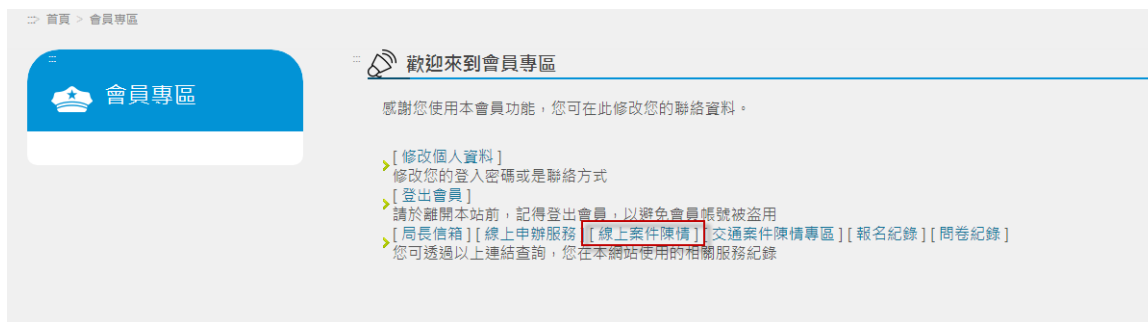 ::: 首頁 > 會員專區
:::
會員專區
:::
歡迎來到會員專區
感謝您使用本會員功能，您可在此修改您的聯絡資料。
[ 修改個人資料 ]
修改您的登入密碼或是聯絡方式
[ 登出會員 ]
請於離開本站前，記得登出會員，以避免會員帳號被盜用
[ 局長信箱 ] [ 線上申辦服務 ] [ 線上案件陳情 ] [ 交通案件陳情專區 ] [ 報名紀錄 ] [ 問卷紀錄 ]
您可透過以上連結查詢，您在本網站使用的相關服務紀錄